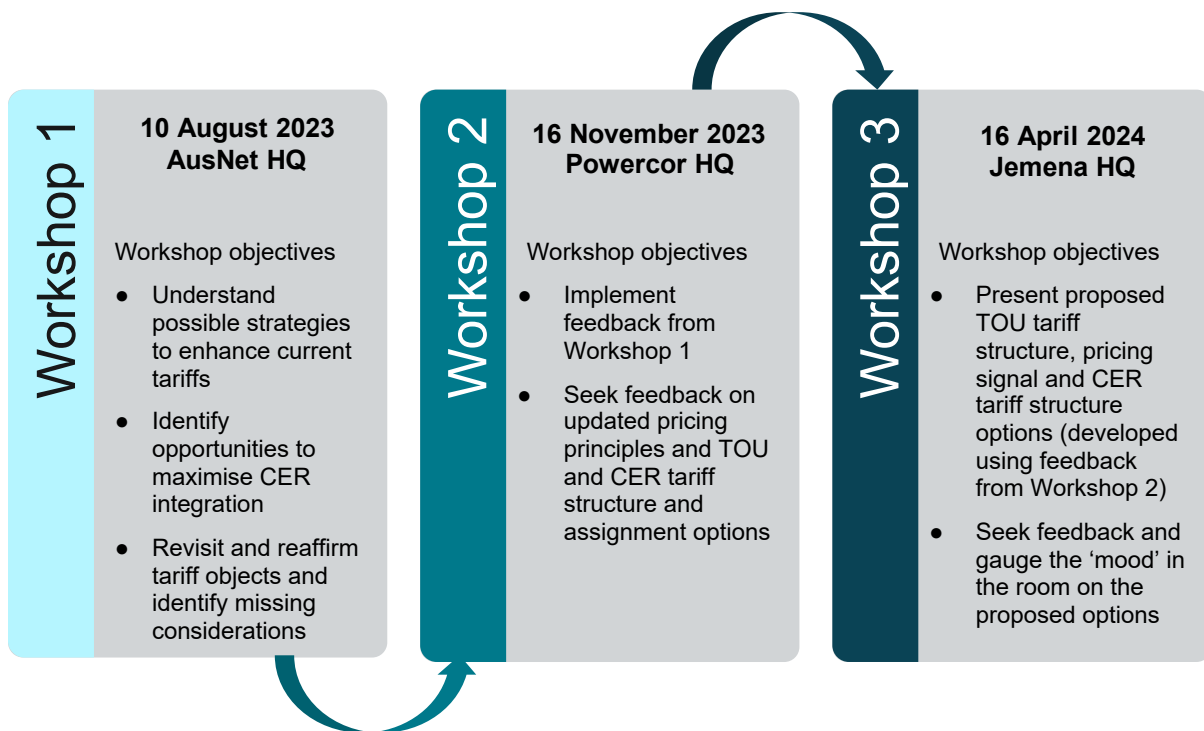 Workshop 1
10 August 2023
AusNet HQ
Workshop objectives
● Understand
possible strategies
to enhance current
tariffs
● Identify
opportunities to
maximise CER
integration
● Revisit and reaffirm
tariff objects and
identify missing
considerations
Workshop 2
16 November 2023
Powercor HQ
Workshop objectives
● Implement
feedback from
Workshop 1
● Seek feedback on
updated pricing
principles and TOU
and CER tariff
structure and
assignment options
Workshop 3
16 April 2024
Jemena HQ
Workshop objectives
● Present proposed
TOU tariff
structure, pricing
signal and CER
tariff structure
options (developed
using feedback
from Workshop 2)
● Seek feedback and
gauge the ‘mood’ in
the room on the
proposed options